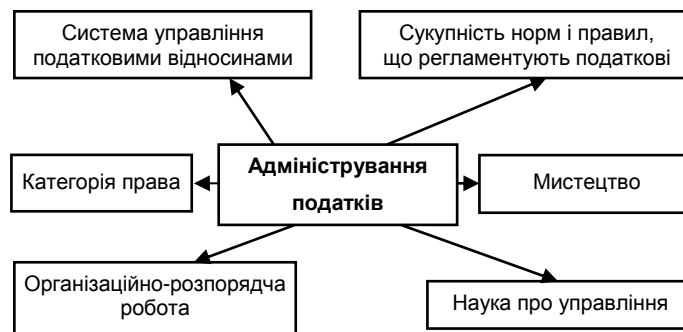 Система управління
податковими відносинами
Сукупність норм і правил,
що регламентують податкові
Категорія права
Адміністрування
податків
Мистецтво
Організаційно-розпорядча
робота
Наука про управління